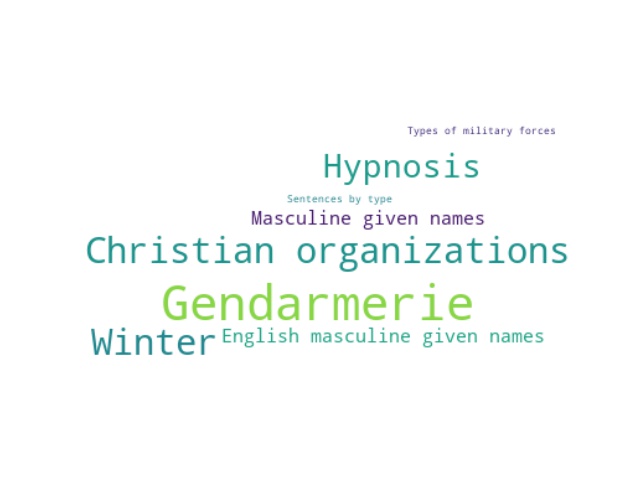 Types of military forces
Hypnosis
Sentences by type
Masculine given names
Christian organizations
Gendarmerie
Winter
English masculine given names